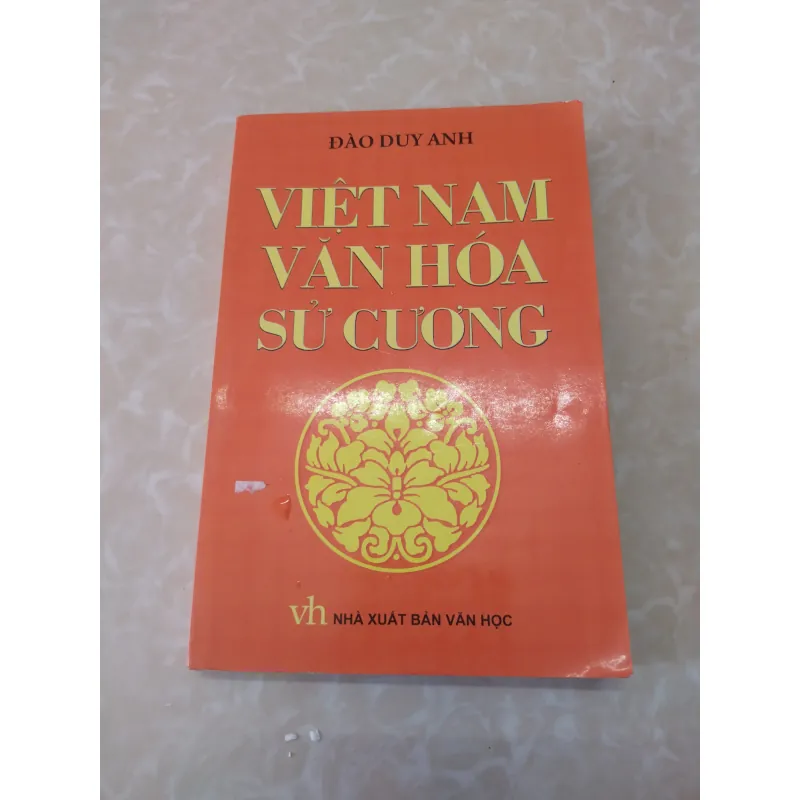 ĐÀO DUY ANH
VIỆT NAM
VĂN HÓA
SỬ CƯƠNG
vh NHÀ XUẤT BẢN VĂN HỌC